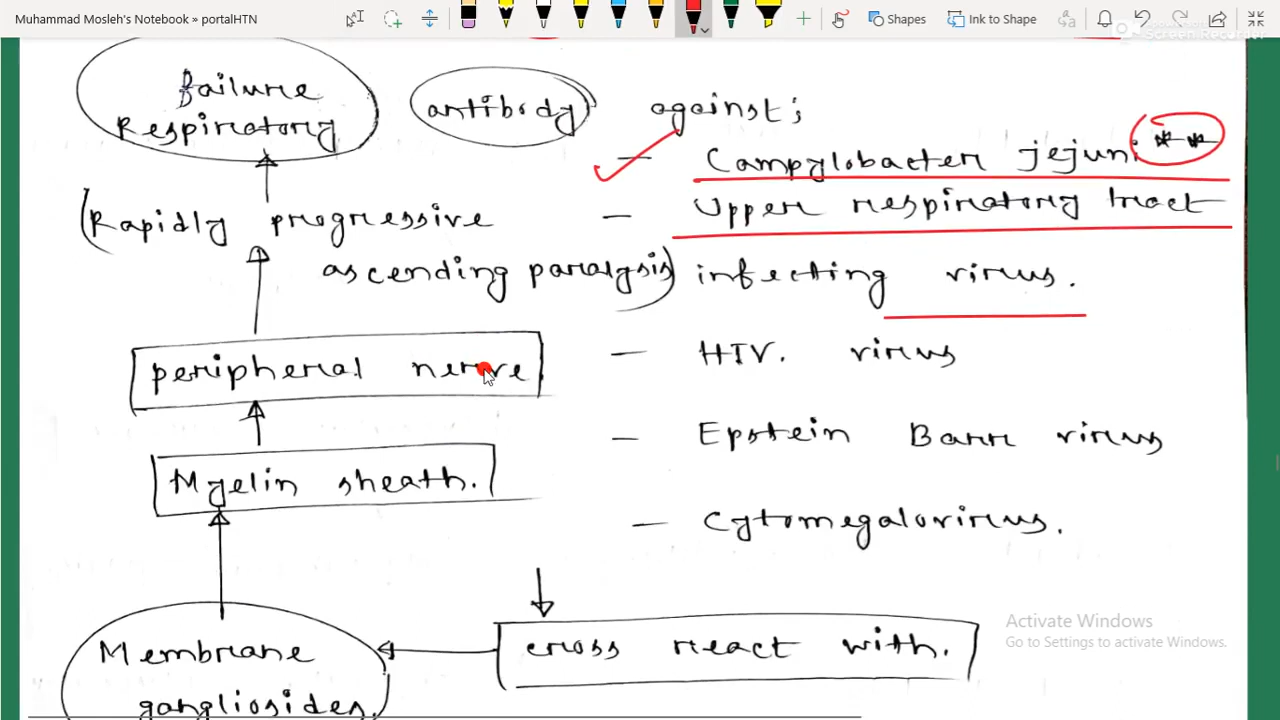 Muhammad Mosleh's Notebook » portalHTN
Shapes
Ink to Shape
Screen Recorder
failure
Respiratory
antibody against;
- Campylobacter jejuni **
(Rapidly progressive
ascending paralysis)
- Upper respiratory tract
infecting virus.
peripheral nerve
- HIV. virus
- Epstein Barr virus
Myelin sheath.
- Cytomegalovirus.
cross react with.
Membrane
gangliosides.
Activate Windows
Go to Settings to activate Windows.